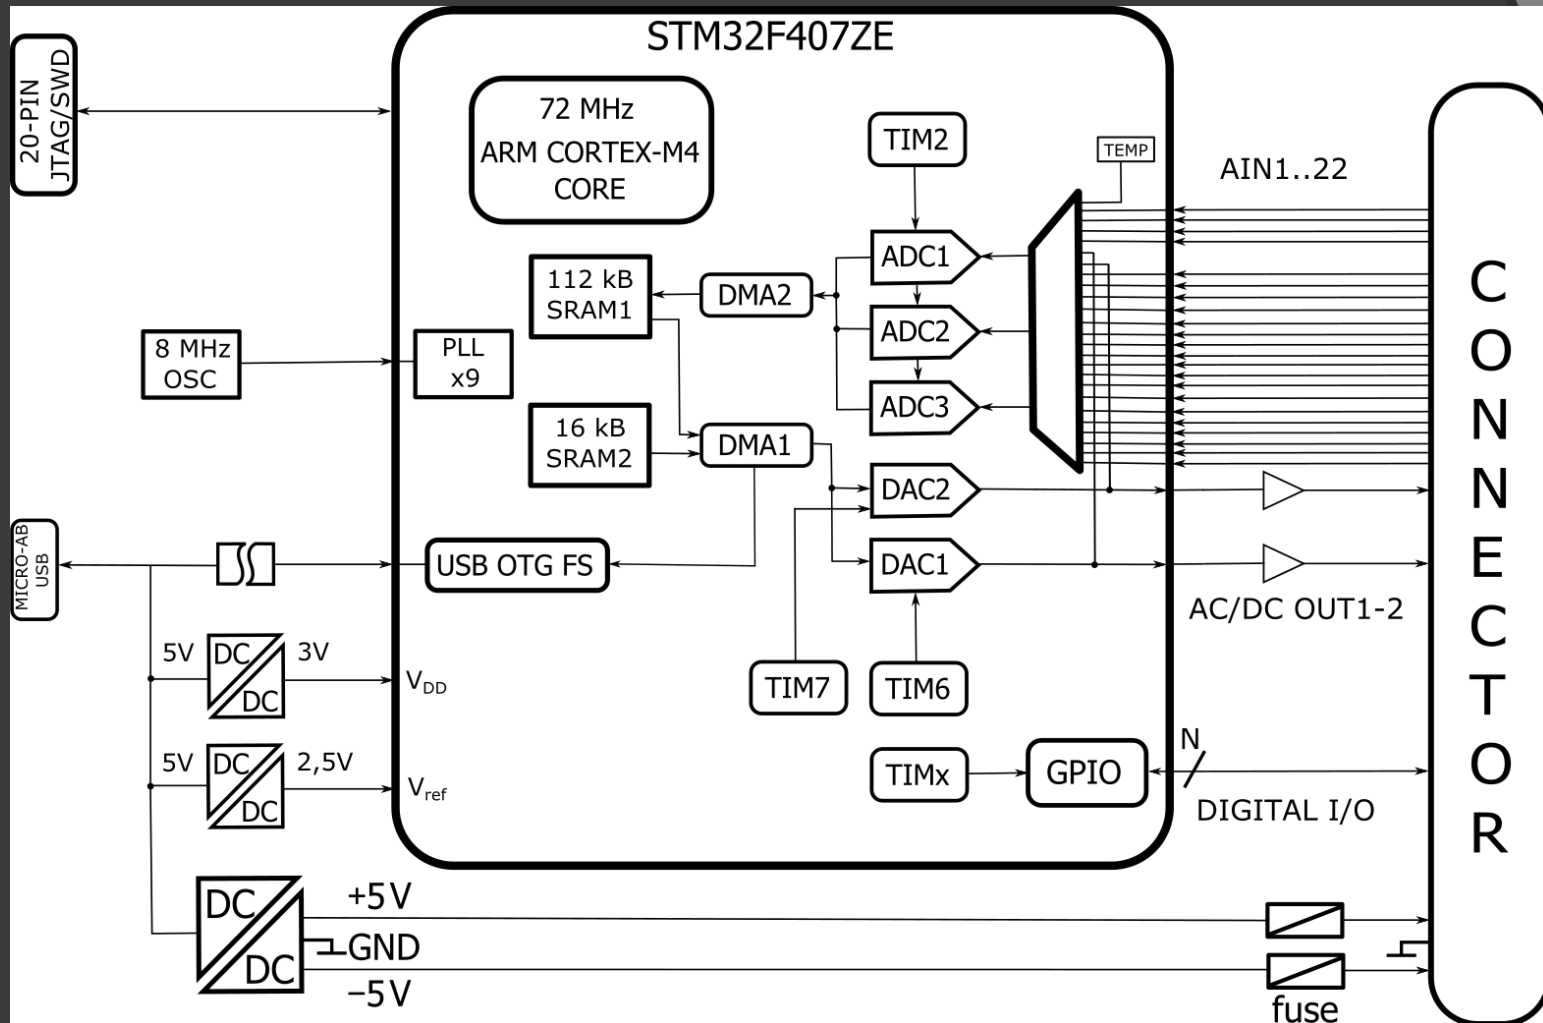 STM32F407ZE
20-PIN
JTAG/SWD
72 MHz
ARM CORTEX-M4
CORE
TIM2
TEMP
AIN1..22
ADC1
112 kB
SRAM1
DMA2
ADC2
8 MHz
OSC
PLL
x9
ADC3
16 kB
SRAM2
DMA1
DAC2
MICRO-AB
USB
USB OTG FS
DAC1
AC/DC OUT1-2
5V
DC
DC
3V
VDD
TIM7
TIM6
5V
DC
DC
2,5V
Vref
TIMx
GPIO
N
DIGITAL I/O
DC
DC
+5V
GND
−5V
fuse
C
O
N
N
E
C
T
O
R